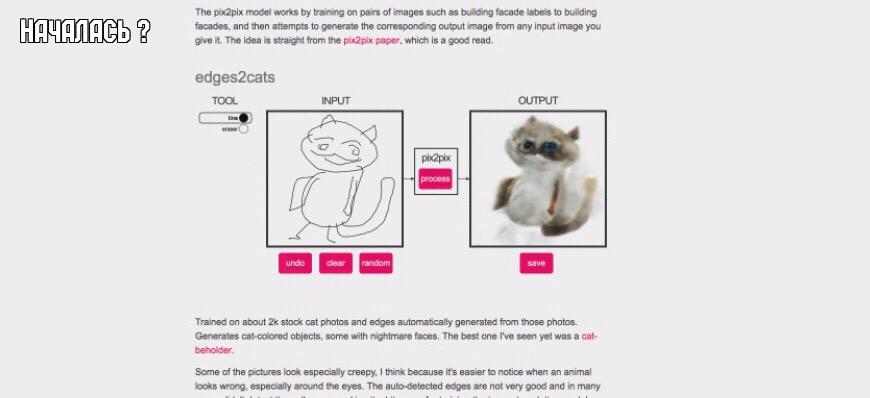 НАЧАЛАСЬ ?
The pix2pix model works by training on pairs of images such as building facade labels to building
facades, and then attempts to generate the corresponding output image from any input image you
give it. The idea is straight from the pix2pix paper, which is a good read.
edges2cats
TOOL
INPUT
OUTPUT
line
eraser
pix2pix
process
undo
clear
random
save
Trained on about 2k stock cat photos and edges automatically generated from those photos.
Generates cat-colored objects, some with nightmare faces. The best one I've seen yet was a cat-
beholder.
Some of the pictures look especially creepy, I think because it's easier to notice when an animal
looks wrong, especially around the eyes. The auto-detected edges are not very good and in many